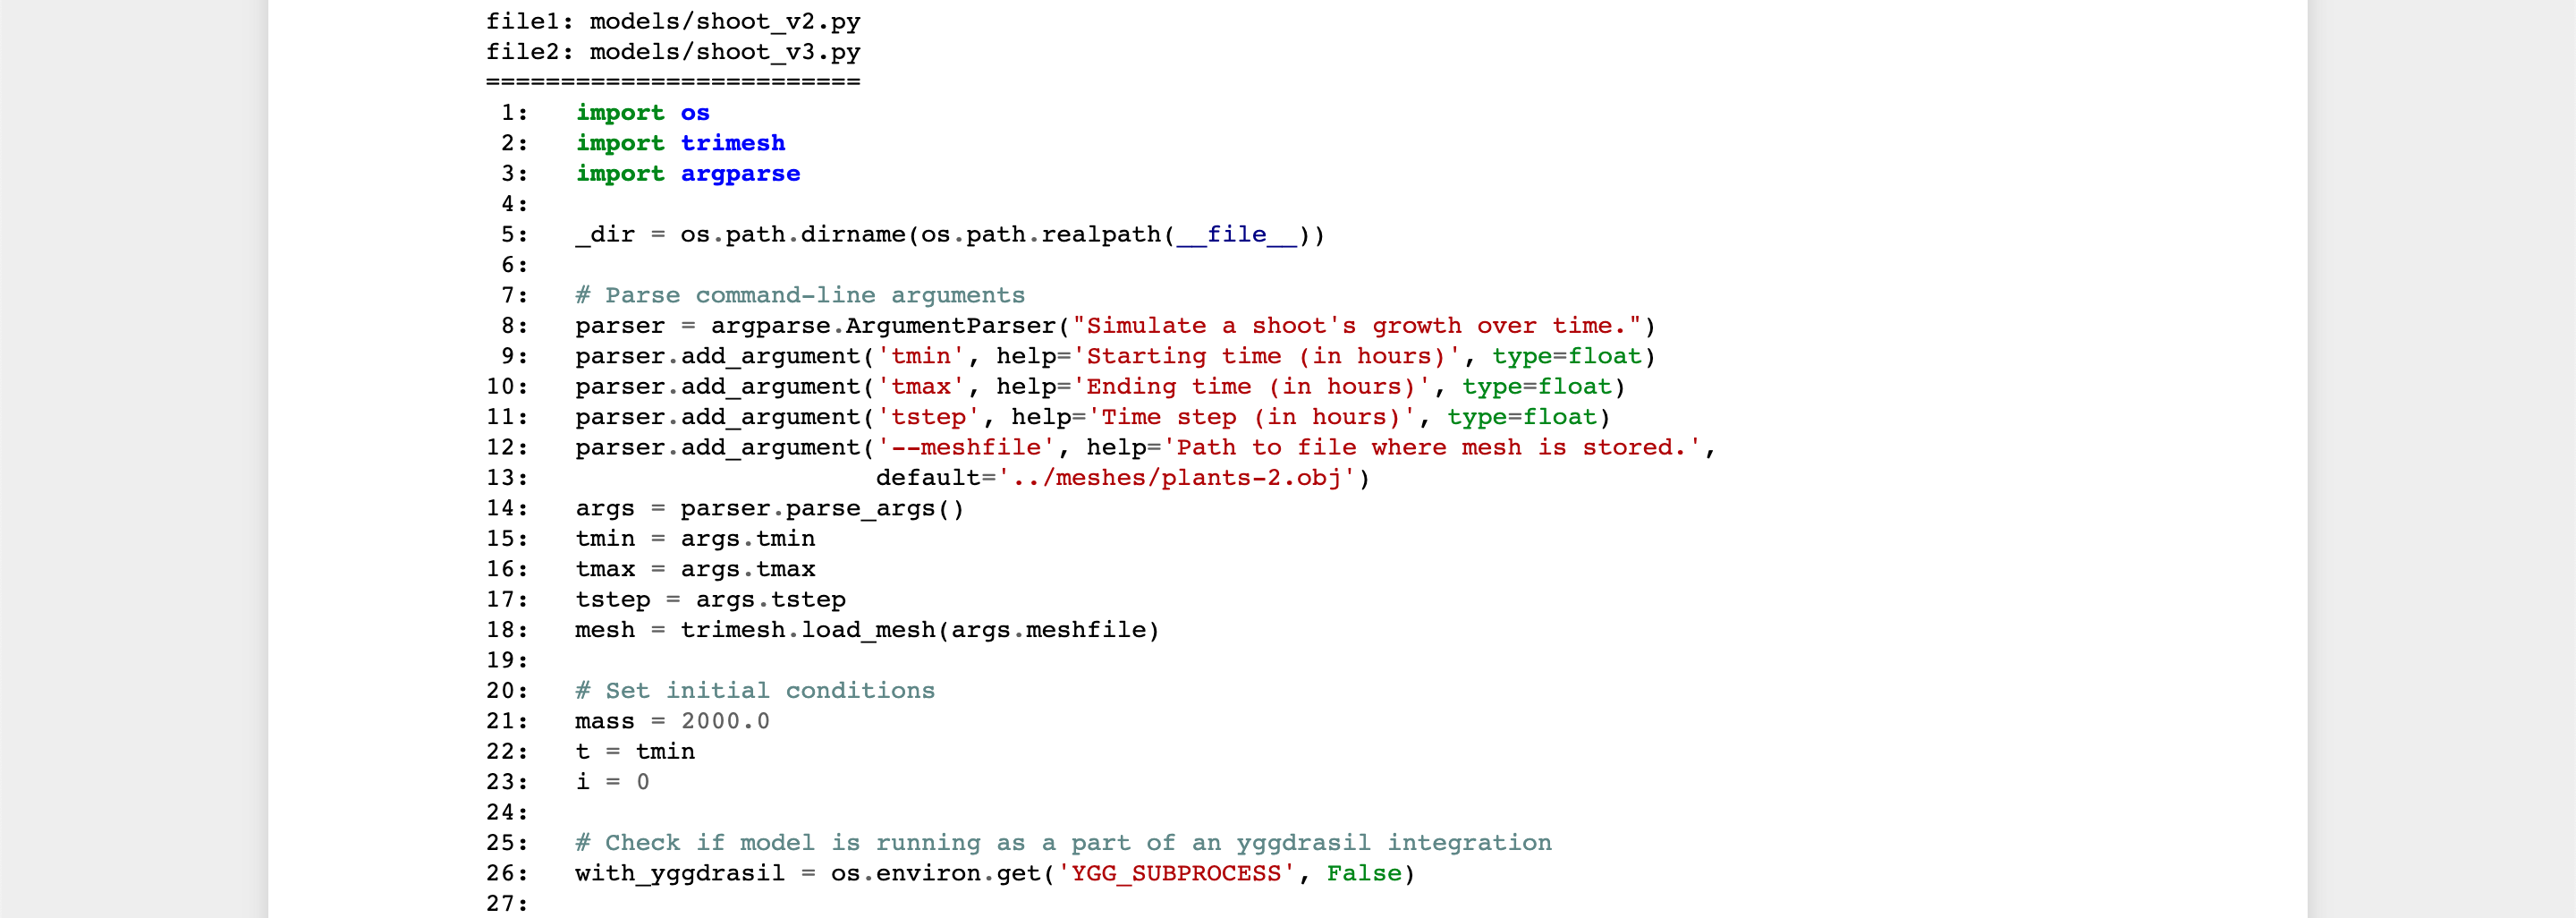 file1: models/shoot_v2.py
file2: models/shoot_v3.py
=========================
 1:   import os
 2:   import trimesh
 3:   import argparse
 4:
 5:   _dir = os.path.dirname(os.path.realpath(__file__))
 6:
 7:   # Parse command-line arguments
 8:   parser = argparse.ArgumentParser("Simulate a shoot's growth over time.")
 9:   parser.add_argument('tmin', help='Starting time (in hours)', type=float)
10:   parser.add_argument('tmax', help='Ending time (in hours)', type=float)
11:   parser.add_argument('tstep', help='Time step (in hours)', type=float)
12:   parser.add_argument('--meshfile', help='Path to file where mesh is stored.',
13:                       default='../meshes/plants-2.obj')
14:   args = parser.parse_args()
15:   tmin = args.tmin
16:   tmax = args.tmax
17:   tstep = args.tstep
18:   mesh = trimesh.load_mesh(args.meshfile)
19:
20:   # Set initial conditions
21:   mass = 2000.0
22:   t = tmin
23:   i = 0
24:
25:   # Check if model is running as a part of an yggdrasil integration
26:   with_yggdrasil = os.environ.get('YGG_SUBPROCESS', False)
27: